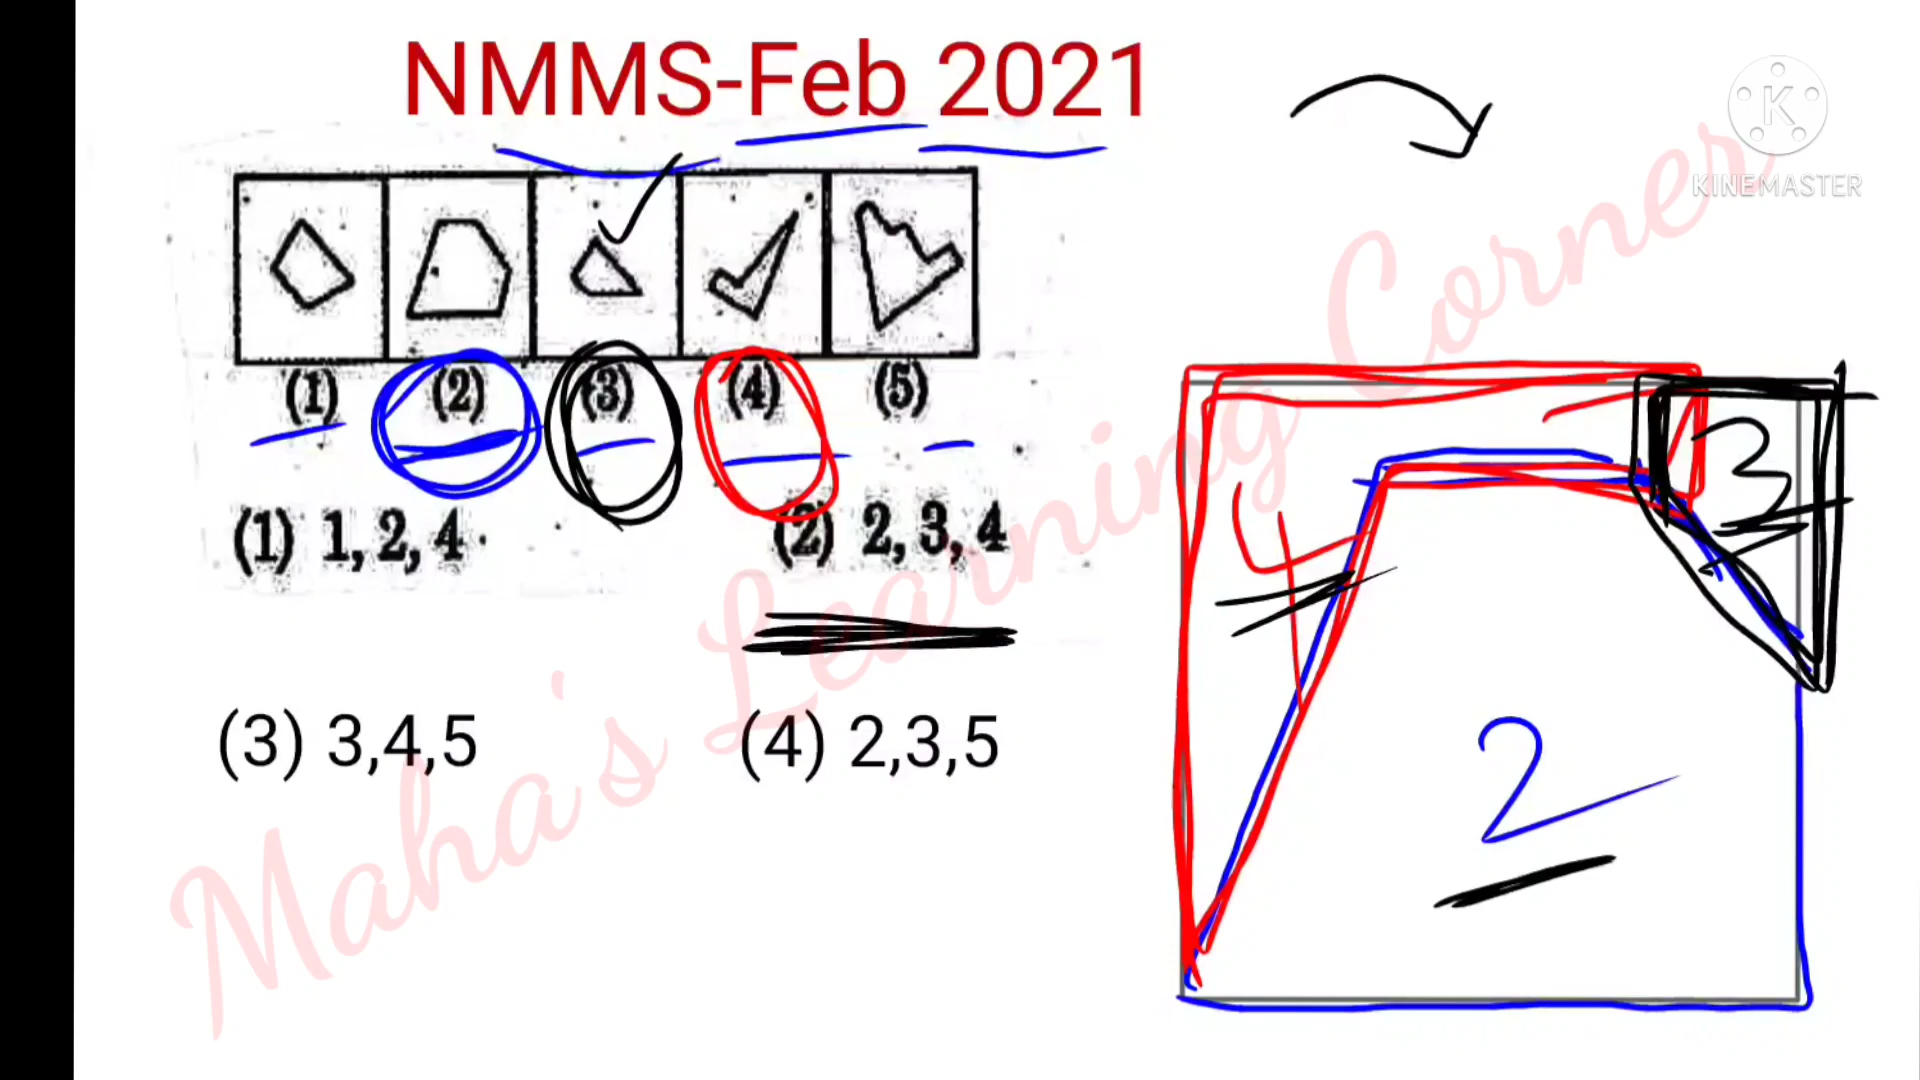 NMMS-Feb 2021
K
KINEMASTER
(1) (2) (3) (4) (5)
(1) 1, 2, 4 (2) 2, 3, 4
(3) 3,4,5 (4) 2,3,5
3
4
2
Maha's Learning Corner